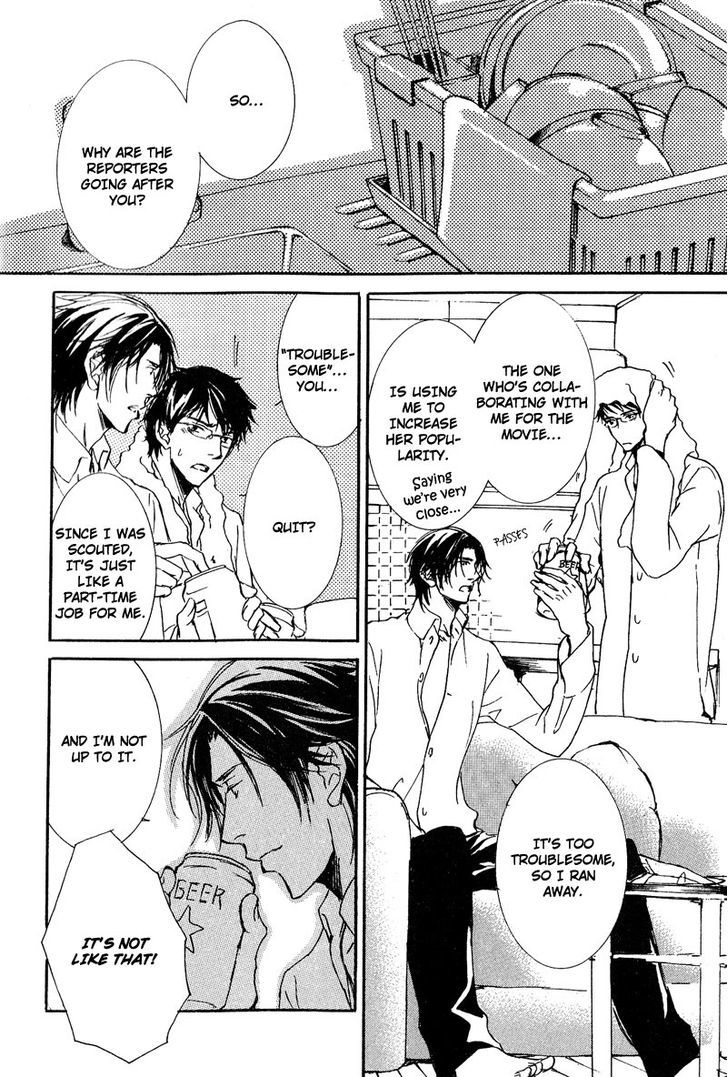 SO...
WHY ARE THE
REPORTERS
GOING AFTER
YOU?
THE ONE
WHO'S COLLA-
BORATING WITH
ME FOR THE
MOVIE...
IS USING
ME TO
INCREASE
HER POPU-
LARITY.
Saying
we're very
close...
PASSES
BEER
IT'S TOO
TROUBLESOME,
SO I RAN
AWAY.
"TROUBLE-
SOME"...
YOU...
QUIT?
SINCE I WAS
SCOUTED,
IT'S JUST
LIKE A
PART-TIME
JOB FOR ME.
AND I'M NOT
UP TO IT.
BEER
IT'S NOT
LIKE THAT!